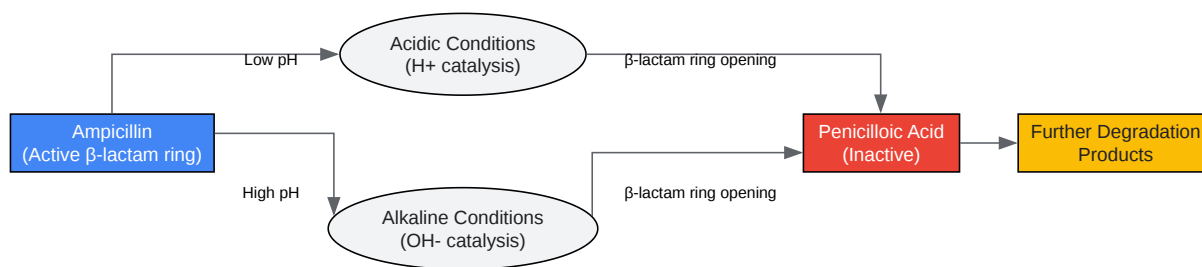 Acidic Conditions
(H+ catalysis)
Low pH
β-lactam ring opening
Ampicillin
(Active β-lactam ring)
Penicilloic Acid
(Inactive)
Further Degradation
Products
High pH
β-lactam ring opening
Alkaline Conditions
(OH- catalysis)